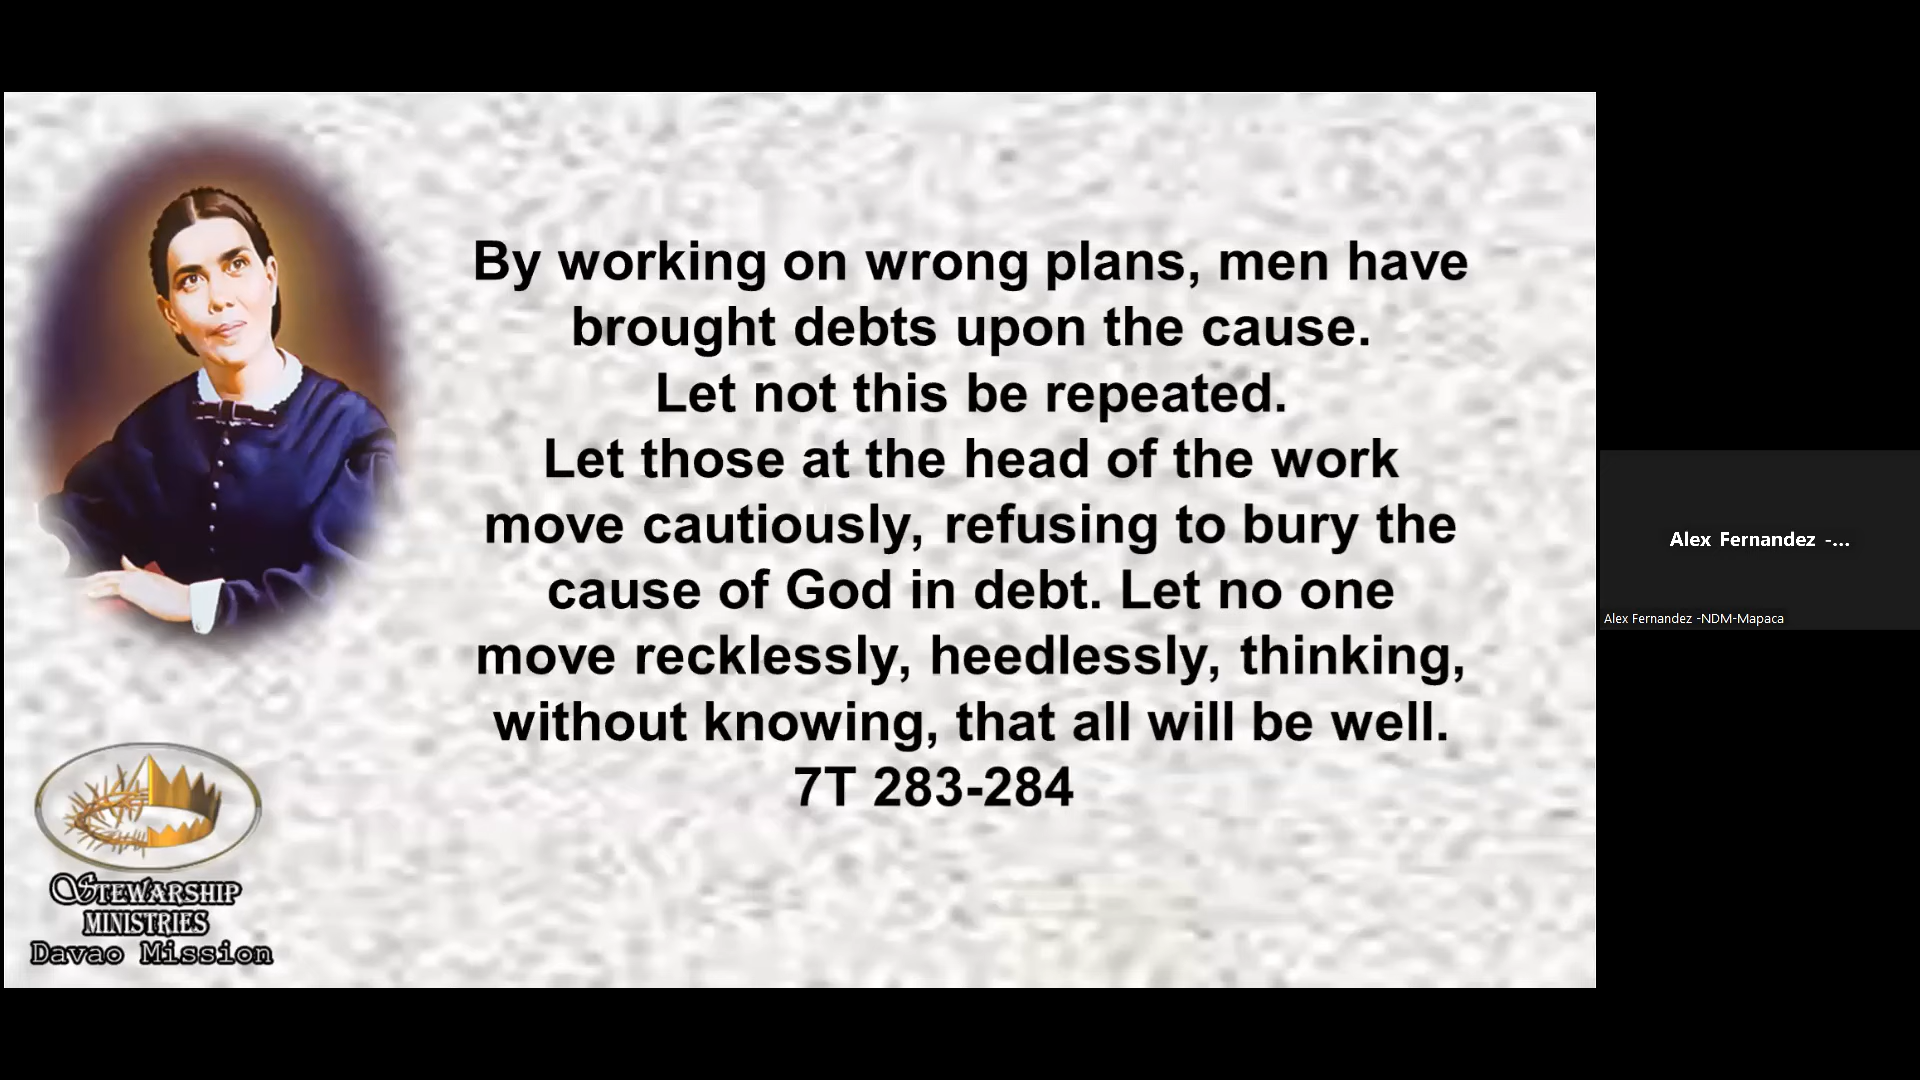 By working on wrong plans, men have
brought debts upon the cause.
Let not this be repeated.
Let those at the head of the work
move cautiously, refusing to bury the
cause of God in debt. Let no one
move recklessly, heedlessly, thinking,
without knowing, that all will be well.
7T 283-284
STEWARSHIP
MINISTRIES
Davao Mission
Alex Fernandez -...
Alex Fernandez -NDM-Mapaca